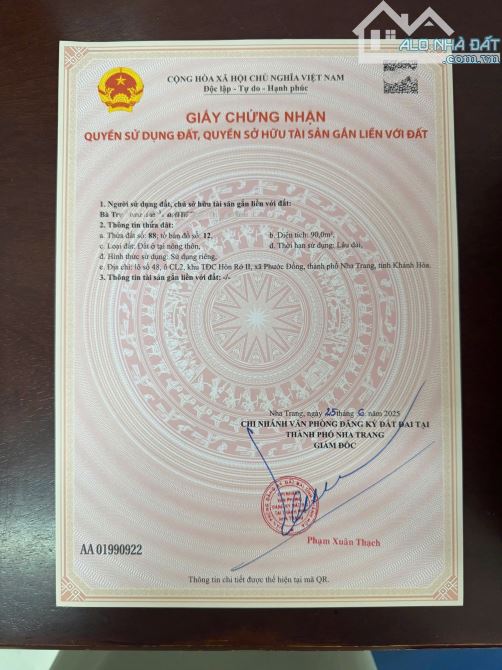 ALO NHÀ ĐẤT
.com.vn
CỘNG HÒA XÃ HỘI CHỦ NGHĨA VIỆT NAM
Độc lập - Tự do - Hạnh phúc
GIẤY CHỨNG NHẬN
QUYỀN SỬ DỤNG ĐẤT, QUYỀN SỞ HỮU TÀI SẢN GẮN LIỀN VỚI ĐẤT
1. Người sử dụng đất, chủ sở hữu tài sản gắn liền với đất:
Bà
2. Thông tin thửa đất:
a. Thửa đất số: 88; tờ bản đồ số: 12, b. Diện tích: 90,0m²,
c. Loại đất: Đất ở tại nông thôn, d. Thời hạn sử dụng: Lâu dài,
đ. Hình thức sử dụng: Sử dụng riêng,
e. Địa chỉ: lô số 48, ô CL2, khu TĐC Hòn Rớ II, xã Phước Đồng, thành phố Nha Trang, tỉnh Khánh Hòa.
3. Thông tin tài sản gắn liền với đất: -/-
Nha Trang, ngày 25 tháng 6 năm 2025
CHI NHÁNH VĂN PHÒNG ĐĂNG KÝ ĐẤT ĐAI TẠI
THÀNH PHỐ NHA TRANG
GIÁM ĐỐC
Phạm Xuân Thạch
AA 01990922
Thông tin chi tiết được thể hiện tại mã QR.